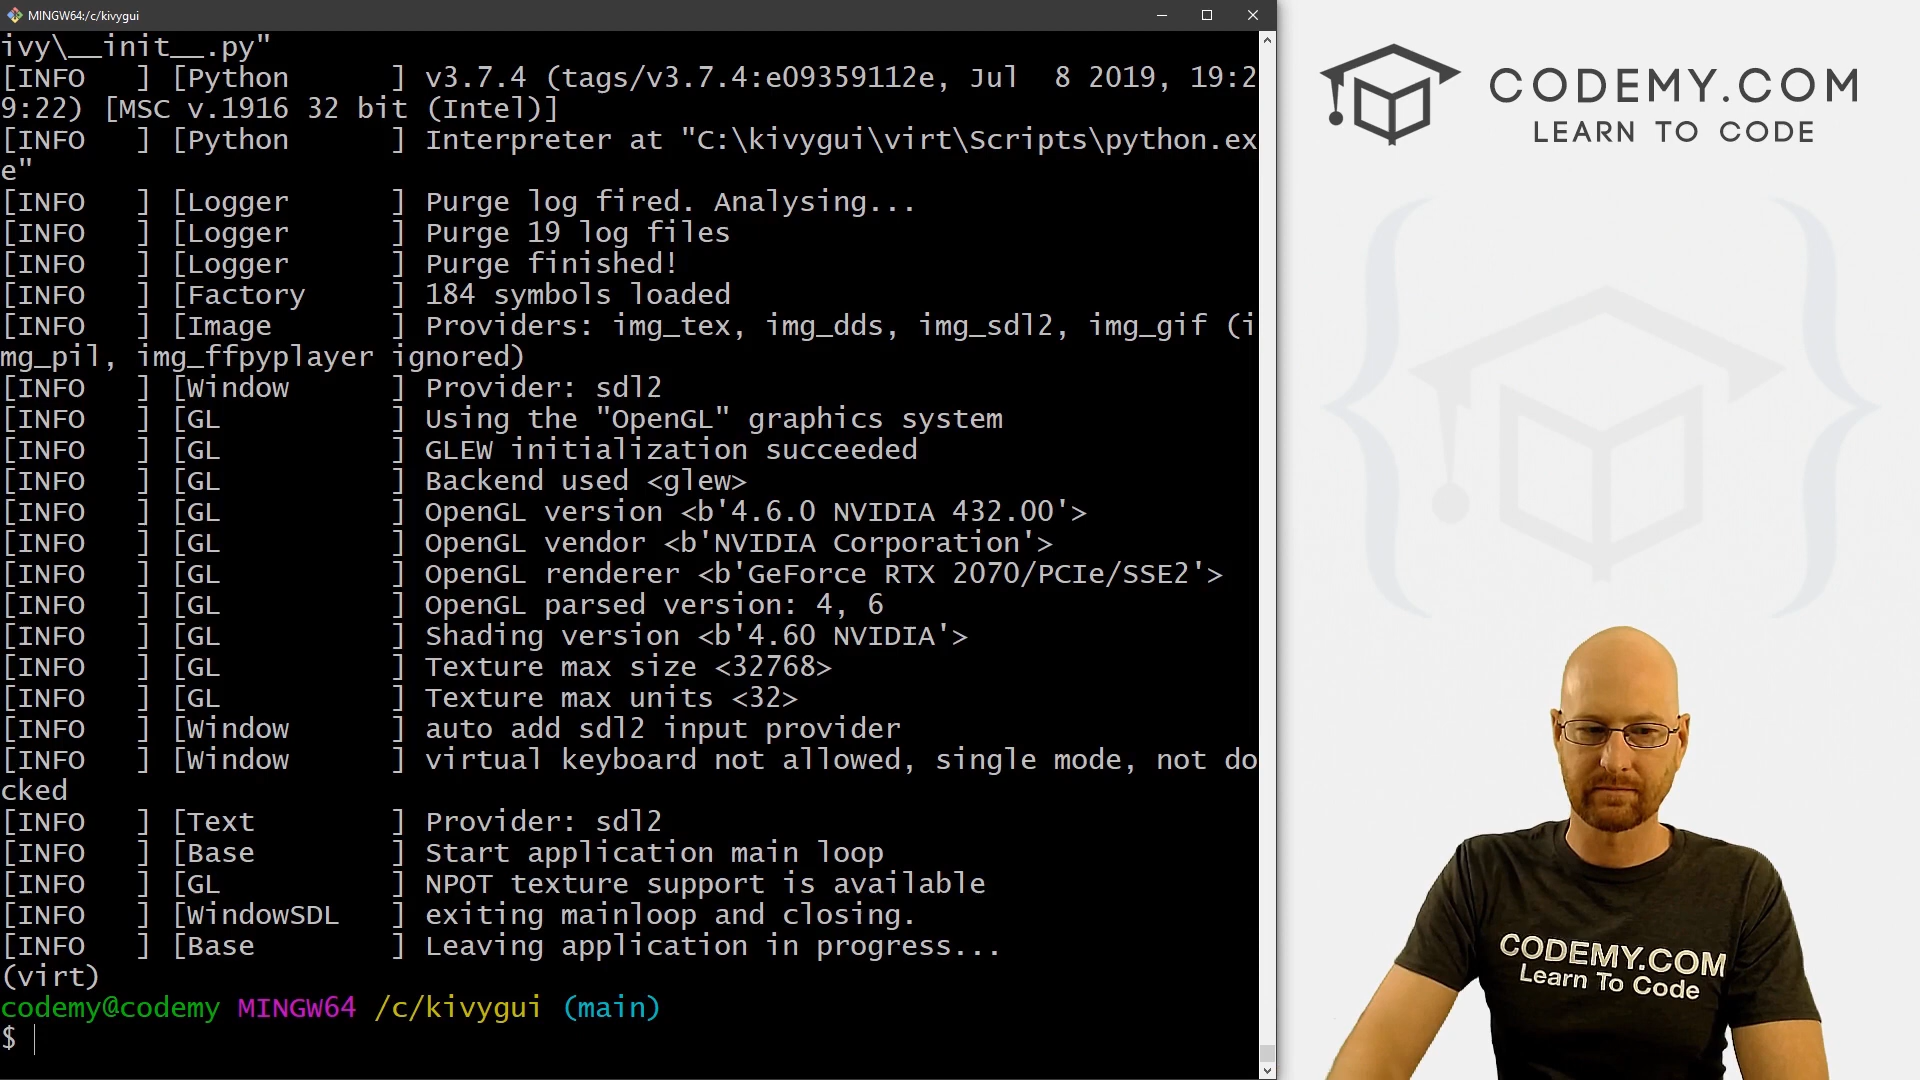 MINGW64:/c/kivygui
ivy\__init__.py"
[INFO   ] [Python      ] v3.7.4 (tags/v3.7.4:e09359112e, Jul  8 2019, 19:2
9:22) [MSC v.1916 32 bit (Intel)]
[INFO   ] [Python      ] Interpreter at "C:\kivygui\virt\Scripts\python.ex
e"
[INFO   ] [Logger      ] Purge log fired. Analysing...
[INFO   ] [Logger      ] Purge 19 log files
[INFO   ] [Logger      ] Purge finished!
[INFO   ] [Factory     ] 184 symbols loaded
[INFO   ] [Image       ] Providers: img_tex, img_dds, img_sdl2, img_gif (i
mg_pil, img_ffpyplayer ignored)
[INFO   ] [Window      ] Provider: sdl2
[INFO   ] [GL          ] Using the "OpenGL" graphics system
[INFO   ] [GL          ] GLEW initialization succeeded
[INFO   ] [GL          ] Backend used <glew>
[INFO   ] [GL          ] OpenGL version <b'4.6.0 NVIDIA 432.00'>
[INFO   ] [GL          ] OpenGL vendor <b'NVIDIA Corporation'>
[INFO   ] [GL          ] OpenGL renderer <b'GeForce RTX 2070/PCIe/SSE2'>
[INFO   ] [GL          ] OpenGL parsed version: 4, 6
[INFO   ] [GL          ] Shading version <b'4.60 NVIDIA'>
[INFO   ] [GL          ] Texture max size <32768>
[INFO   ] [GL          ] Texture max units <32>
[INFO   ] [Window      ] auto add sdl2 input provider
[INFO   ] [Window      ] virtual keyboard not allowed, single mode, not do
cked
[INFO   ] [Text        ] Provider: sdl2
[INFO   ] [Base        ] Start application main loop
[INFO   ] [GL          ] NPOT texture support is available
[INFO   ] [WindowSDL   ] exiting mainloop and closing.
[INFO   ] [Base        ] Leaving application in progress...
(virt)
codemy@codemy MINGW64 /c/kivygui (main)
$
CODEMY.COM
LEARN TO CODE
CODEMY.COM
Learn To Code